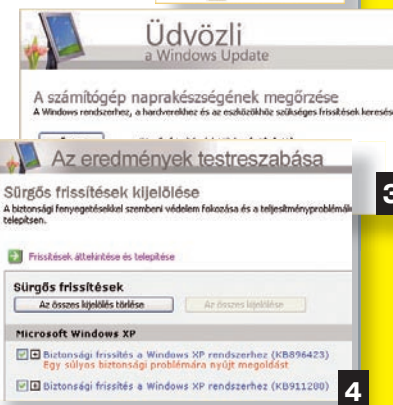 Üdvözli
a Windows Update
A számítógép naprakészségének megőrzése
A Windows rendszerhez, a hardverekhez és az eszközökhöz szükséges frissítések keresése
3
Az eredmények testreszabása
Sürgős frissítések kijelölése
A biztonsági fenyegetésekkel szembeni védelem fokozása és a
telepítsen.
Frissítések áttekintése és telepítése
Sürgős frissítések
Az összes kijelölés törlése
Az összes kijelölése
Microsoft Windows XP
Biztonsági frissítés a Windows XP rendszerhez (KB896423)
Egy súlyos biztonsági problémára nyújt megoldást
Biztonsági frissítés a Windows XP rendszerhez (KB911280)
4